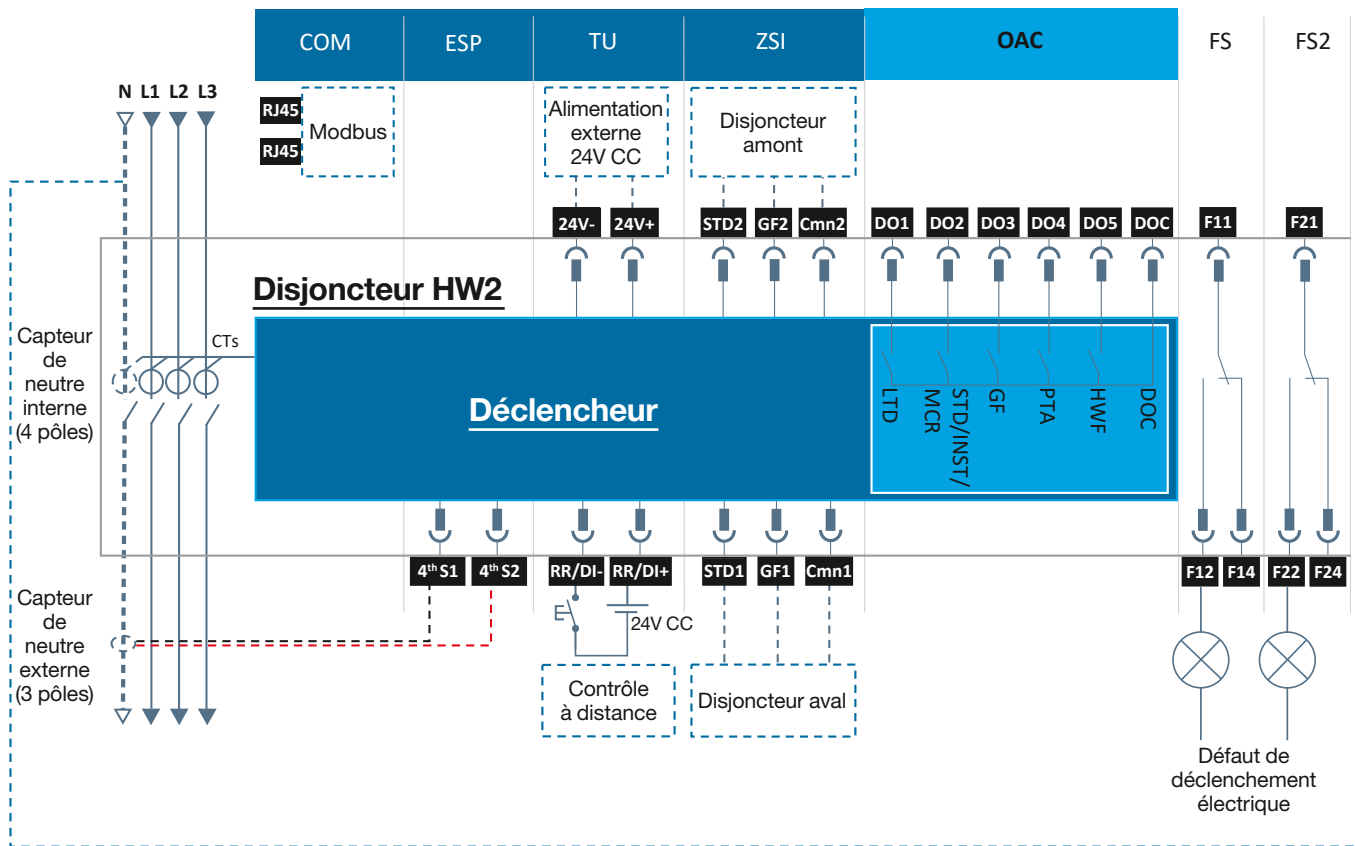 COM
ESP
TU
ZSI
OAC
FS
FS2
N L1 L2 L3
RJ45
RJ45
Modbus
Alimentation
externe
24V CC
Disjoncteur
amont
24V-
24V+
STD2
GF2
Cmn2
DO1
DO2
DO3
DO4
DO5
DOC
F11
F21
Disjoncteur HW2
Capteur
de
neutre
interne
(4 pôles)
CTs
Déclencheur
LTD
STD/INST/
MCR
GF
PTA
HWF
DOC
4th S1
4th S2
RR/DI-
RR/DI+
STD1
GF1
Cmn1
F12
F14
F22
F24
Capteur
de
neutre
externe
(3 pôles)
24V CC
Contrôle
à distance
Disjoncteur aval
Défaut de
déclenchement
électrique